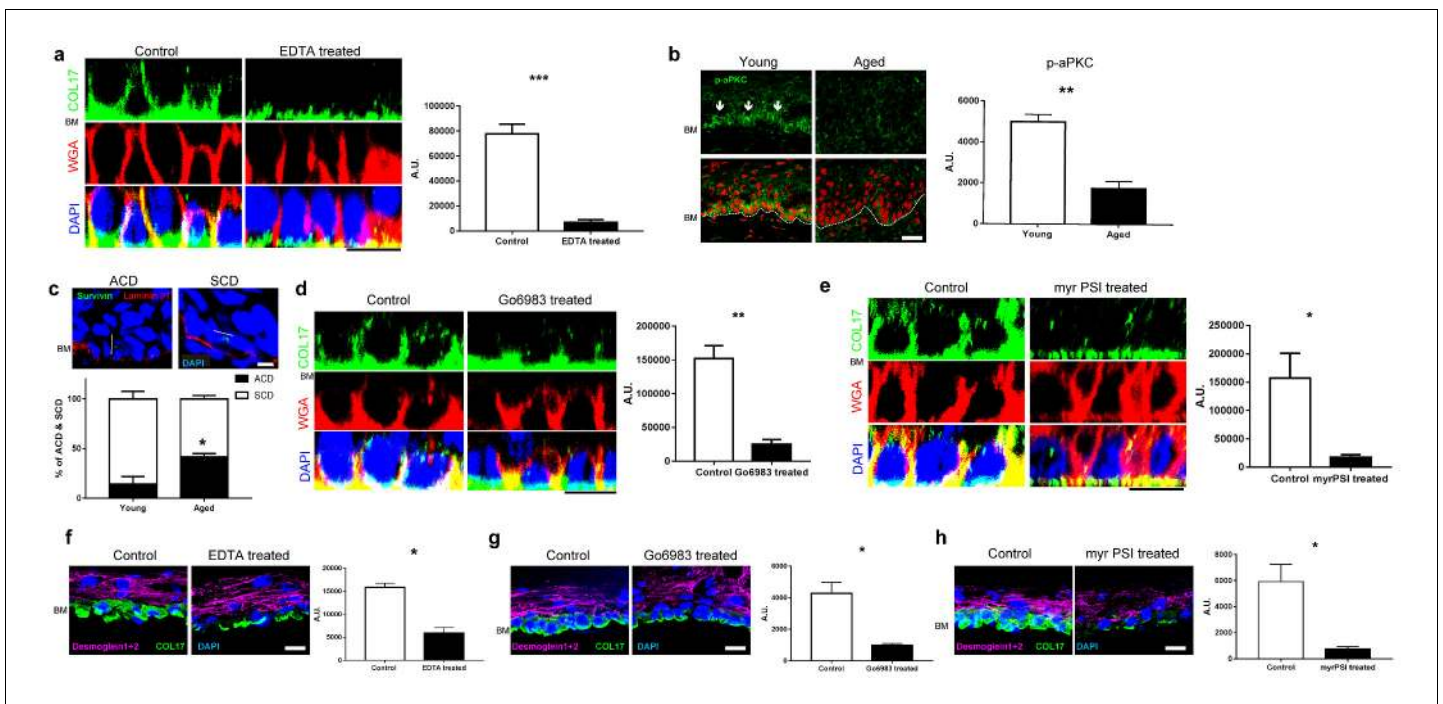 a
Control
EDTA treated
COL17
BM
WGA
DAPI
***
100000
80000
60000
40000
20000
0
A.U.
Control
EDTA treated
b
Young
Aged
p-aPKC
BM
BM
p-aPKC
**
6000
4000
2000
0
A.U.
Young
Aged
c
ACD
SCD
Survivin
BM
DAPI
ACD
SCD
100
50
0
% of ACD & SCD
*
Young
Aged
d
Control
Go6983 treated
COL17
BM
WGA
DAPI
**
200000
150000
100000
50000
0
A.U.
Control
Go6983 treated
e
Control
myr PSI treated
COL17
BM
WGA
DAPI
*
250000
200000
150000
100000
50000
0
A.U.
Control
myrPSI treated
f
Control
EDTA treated
BM
Desmoglein1+2
COL17
DAPI
*
20000
15000
10000
5000
0
A.U.
Control
EDTA treated
g
Control
Go6983 treated
BM
Desmoglein1+2
COL17
DAPI
*
6000
4000
2000
0
A.U.
Control
Go6983 treated
h
Control
myr PSI treated
BM
Desmoglein1+2
COL17
DAPI
*
8000
6000
4000
2000
0
A.U.
Control
myrPSI treated